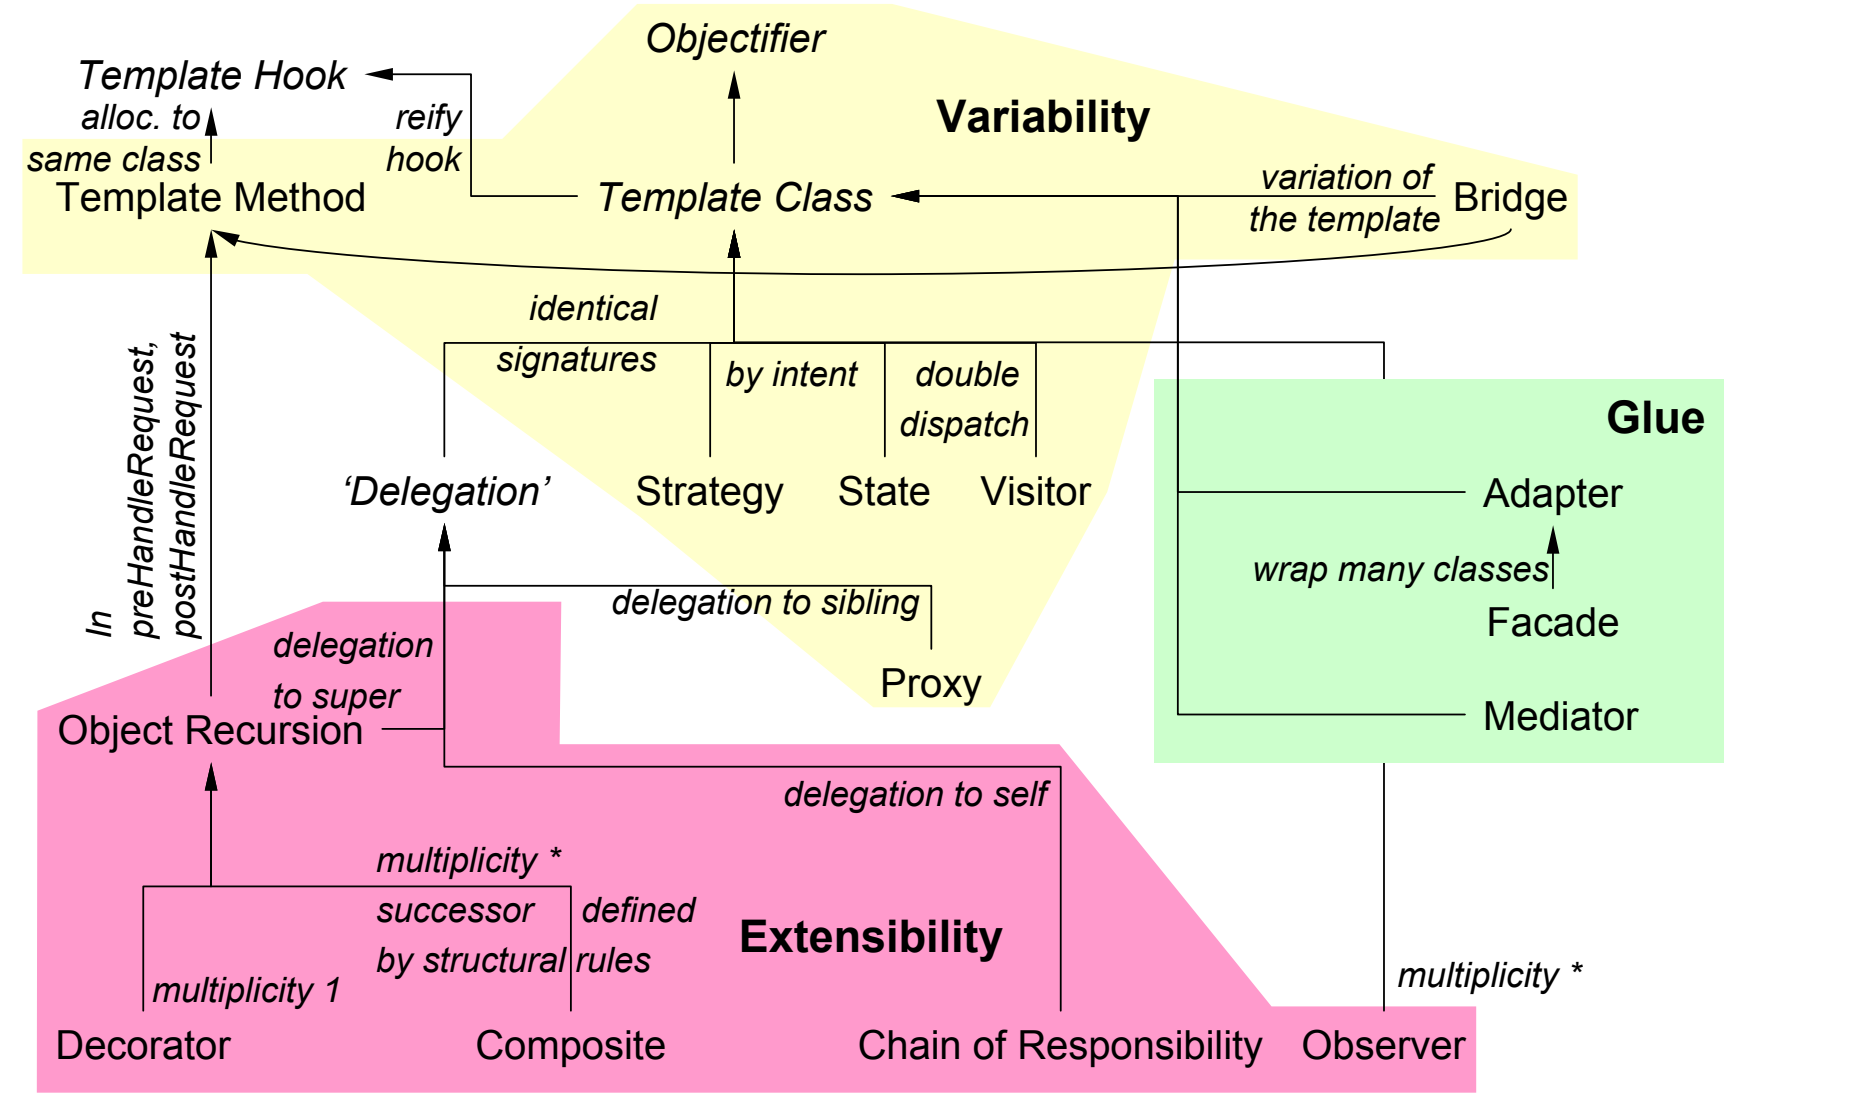 Objectifier
Template Hook
alloc. to
same class
reify
hook
Variability
Template Method
Template Class
variation of
the template
Bridge
identical
signatures
by intent
double
dispatch
In
preHandleRequest,
postHandleRequest
Glue
‘Delegation’
Strategy
State
Visitor
Adapter
wrap many classes
Facade
delegation to sibling
delegation
to super
Proxy
Object Recursion
Mediator
delegation to self
multiplicity *
successor defined
by structural rules
Extensibility
multiplicity 1
multiplicity *
Decorator
Composite
Chain of Responsibility
Observer